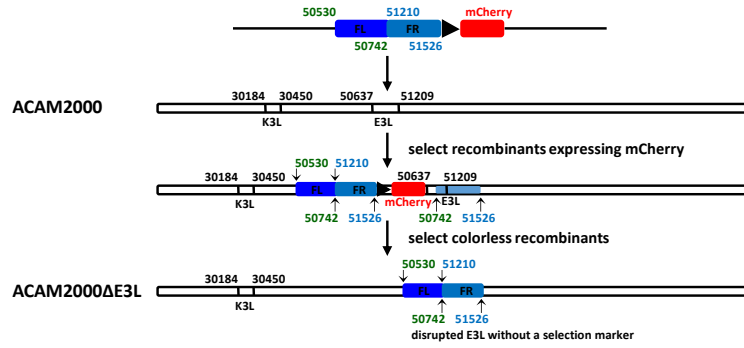 50530 51210 mCherry
FL FR
50742 51526
ACAM2000
30184 30450 50637 51209
K3L E3L
select recombinants expressing mCherry
30184 30450 50530 51210 50637 51209
FL FR
K3L mCherry E3L
50742 51526 50742 51526
select colorless recombinants
50530 51210
ACAM2000ΔE3L
30184 30450
FL FR
K3L
50742 51526
disrupted E3L without a selection marker